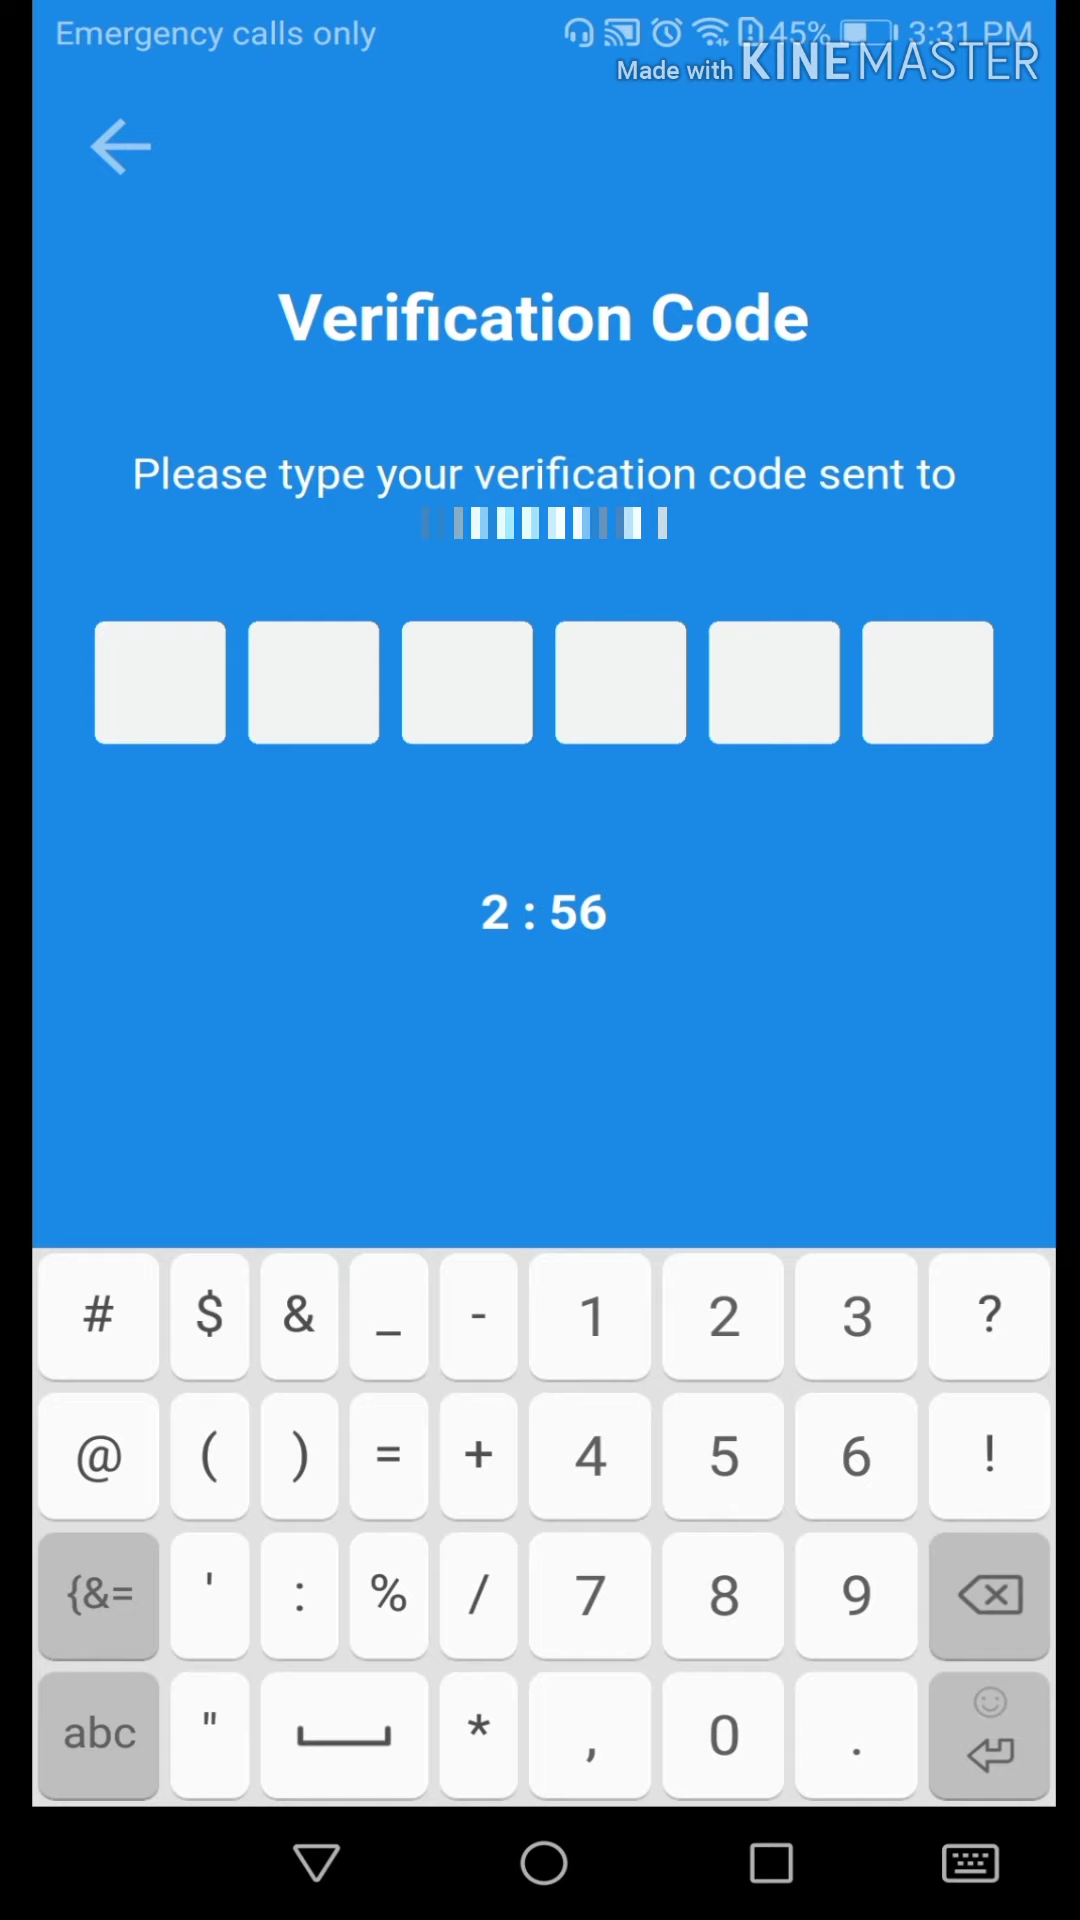 Emergency calls only 45% 3:31 PM
Made with KINEMASTER
Verification Code
Please type your verification code sent to
2 : 56
# $ & _ - 1 2 3 ?
@ ( ) = + 4 5 6 !
{&= ' : % / 7 8 9
abc " * , 0 .